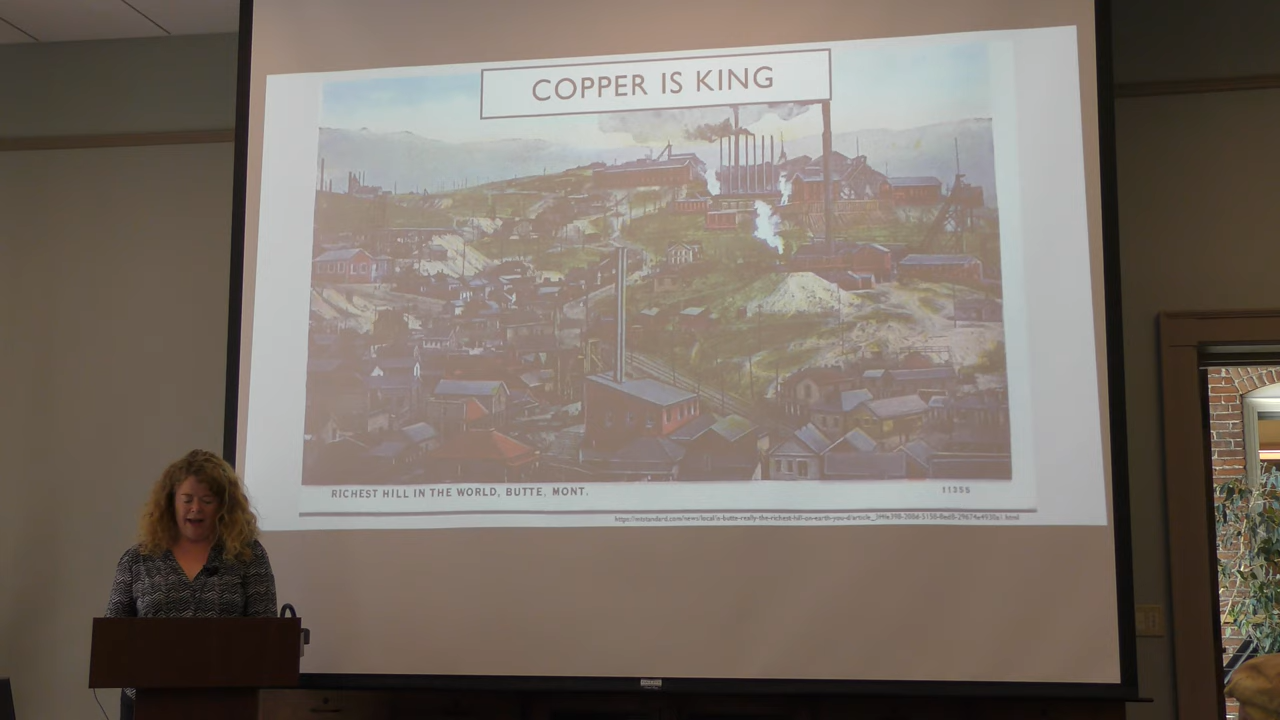 COPPER IS KING
RICHEST HILL IN THE WORLD, BUTTE, MONT.
11355